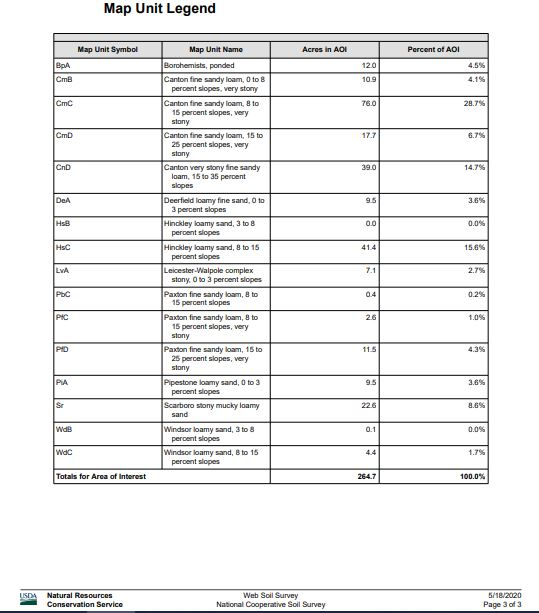 Map Unit Legend
Map Unit Symbol Map Unit Name Acres in AOI Percent of AOI
BpA Borohemists, ponded 12.0 4.5%
CmB Canton fine sandy loam, 0 to 8 10.9 4.1%
percent slopes, very stony
CmC Canton fine sandy loam, 8 to 76.0 28.7%
15 percent slopes, very
stony
CmD Canton fine sandy loam, 15 to 17.7 6.7%
25 percent slopes, very
stony
CnD Canton very stony fine sandy 39.0 14.7%
loam, 15 to 35 percent
slopes
DeA Deerfield loamy fine sand, 0 to 9.5 3.6%
3 percent slopes
HsB Hinckley loamy sand, 3 to 8 0.0 0.0%
percent slopes
HsC Hinckley loamy sand, 8 to 15 41.4 15.6%
percent slopes
LvA Leicester-Walpole complex 7.1 2.7%
stony, 0 to 3 percent slopes
PbC Paxton fine sandy loam, 8 to 0.4 0.2%
15 percent slopes
PfC Paxton fine sandy loam, 8 to 2.6 1.0%
15 percent slopes, very
stony
PfD Paxton fine sandy loam, 15 to 11.5 4.3%
25 percent slopes, very
stony
PiA Pipestone loamy sand, 0 to 3 9.5 3.6%
percent slopes
Sr Scarboro stony mucky loamy 22.6 8.6%
sand
WdB Windsor loamy sand, 3 to 8 0.1 0.0%
percent slopes
WdC Windsor loamy sand, 8 to 15 4.4 1.7%
percent slopes
Totals for Area of Interest 264.7 100.0%
USDA Natural Resources Web Soil Survey 5/18/2020
Conservation Service National Cooperative Soil Survey Page 3 of 3